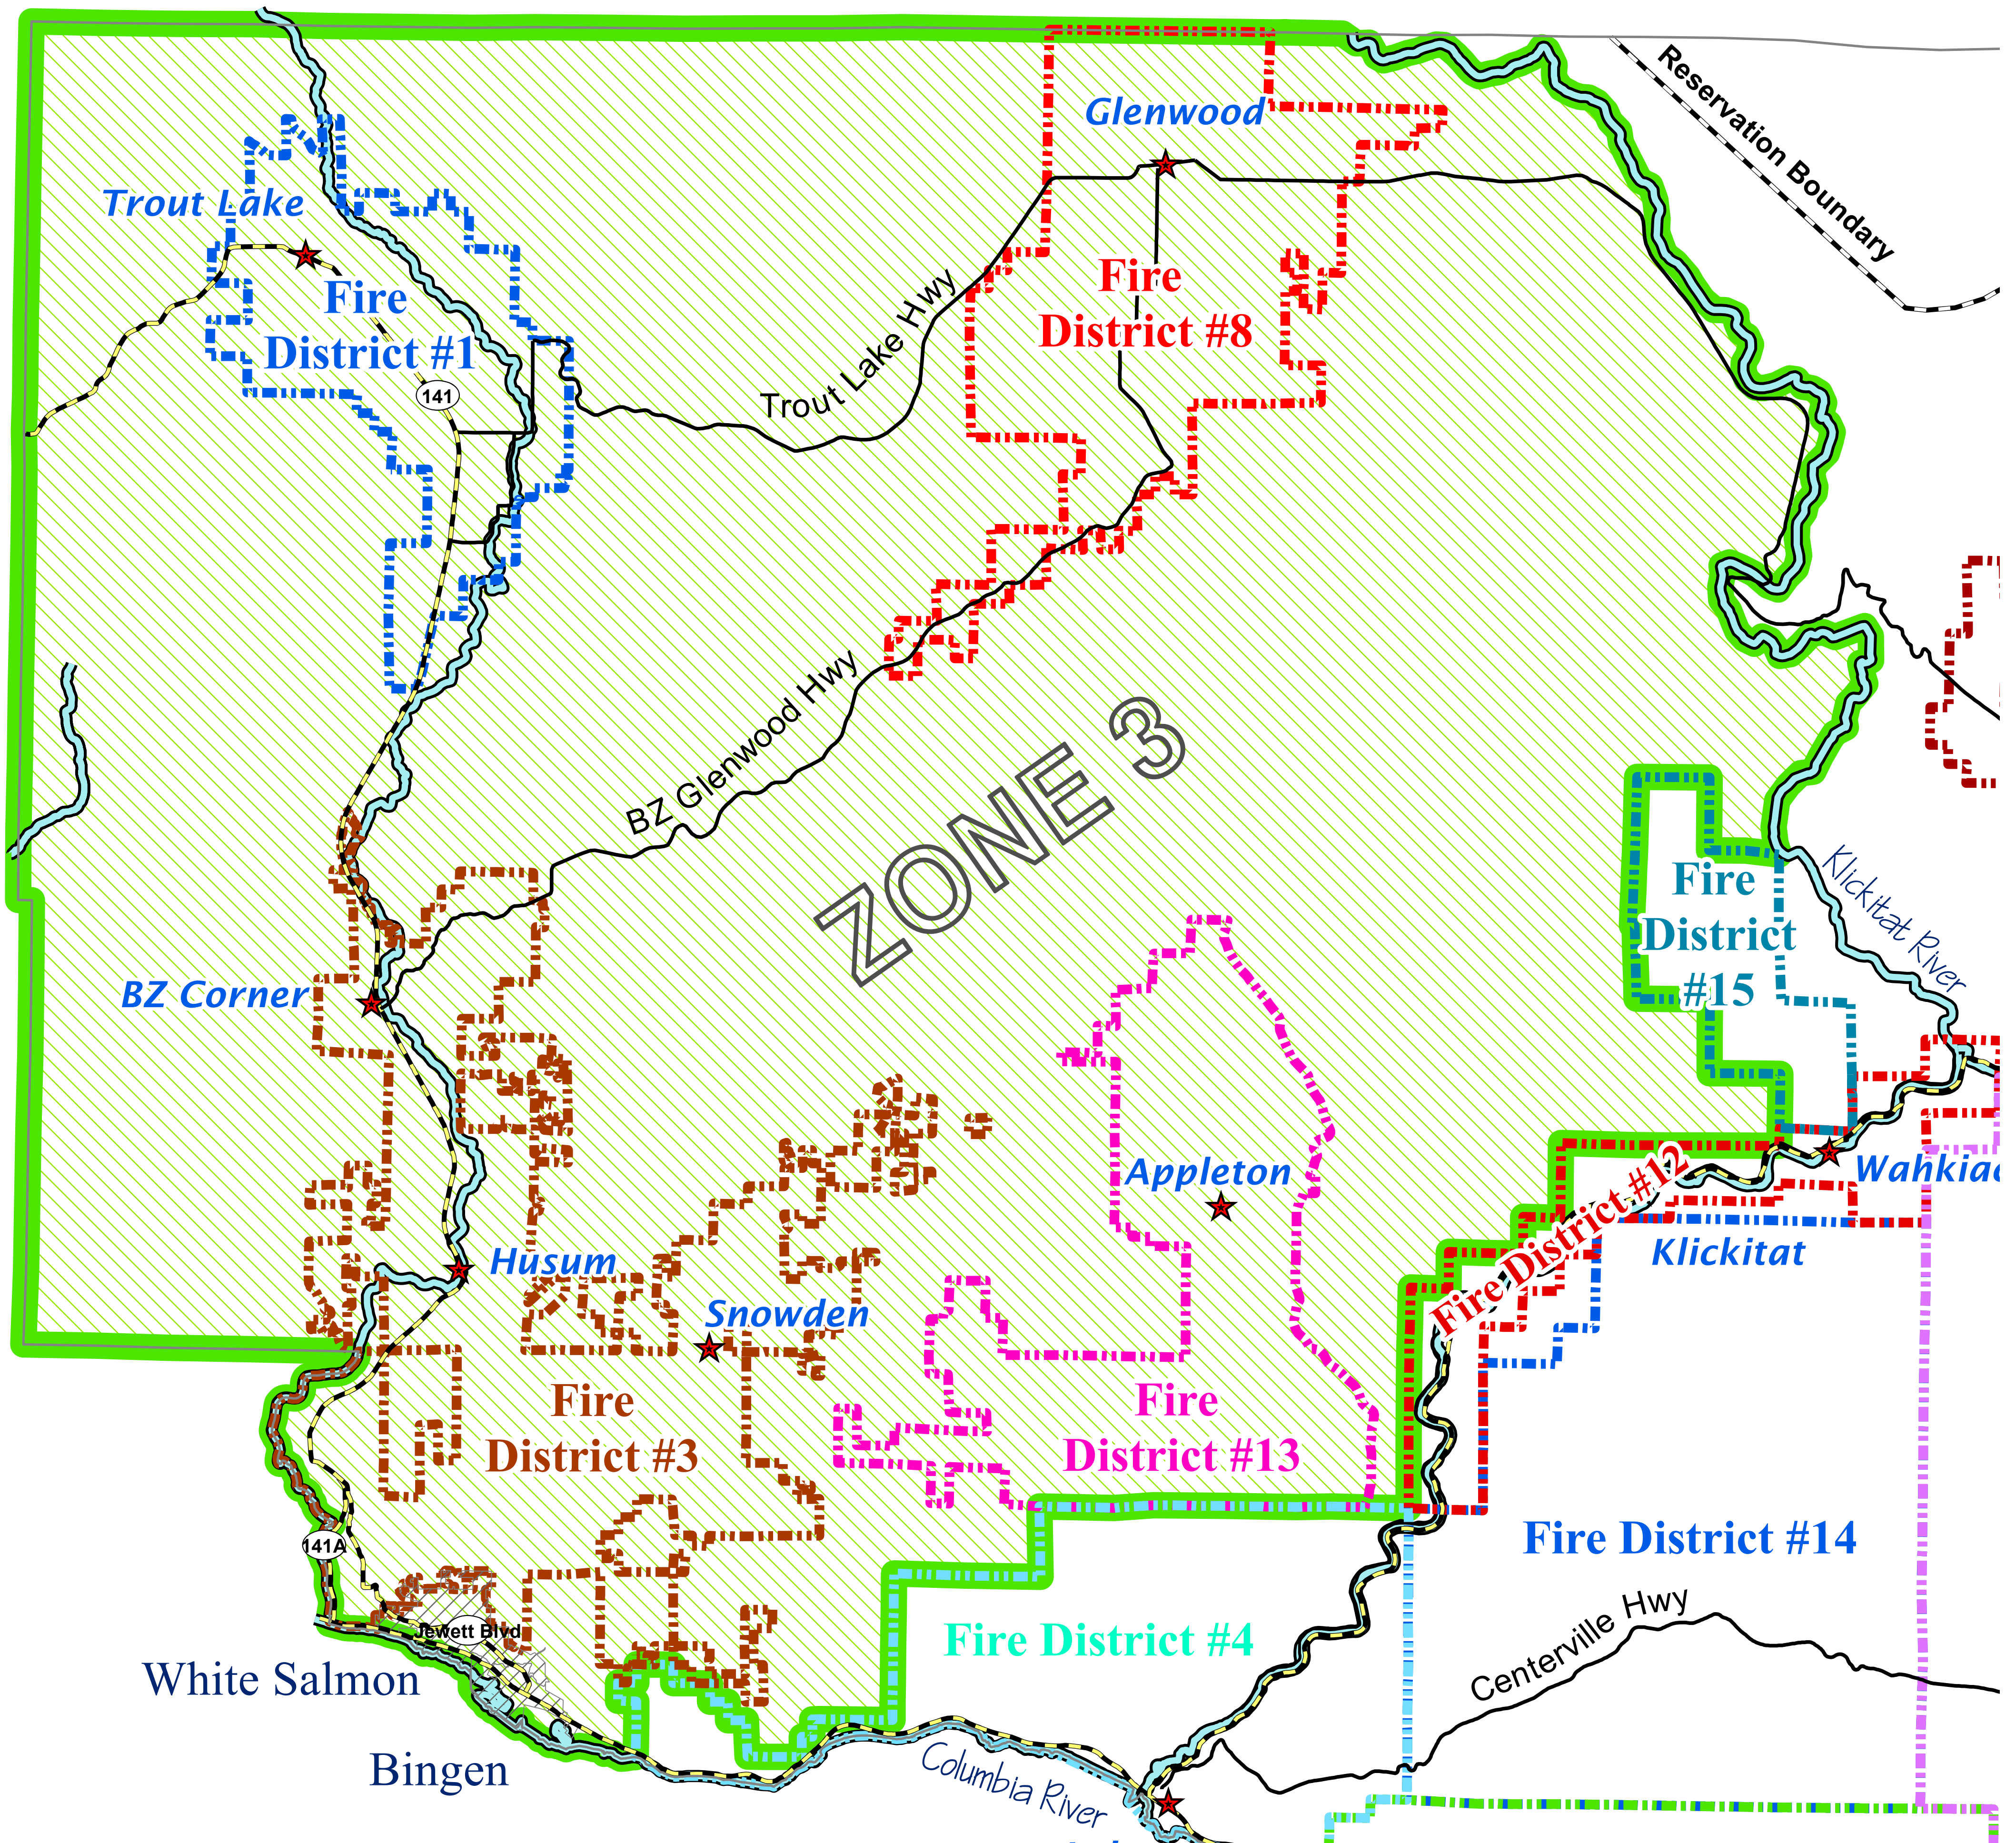 Reservation Boundary
Glenwood
Trout Lake
Fire
District #1
141
Trout Lake Hwy
Fire
District #8
BZ Glenwood Hwy
ZONE 3
Fire
District
#15
Klickitat River
BZ Corner
Appleton
Fire District #12
Klickitat
Husum
Snowden
Fire
District #3
Fire
District #13
141A
Fire District #14
Jewett Blvd
Fire District #4
Centerville Hwy
White Salmon
Bingen
Columbia River